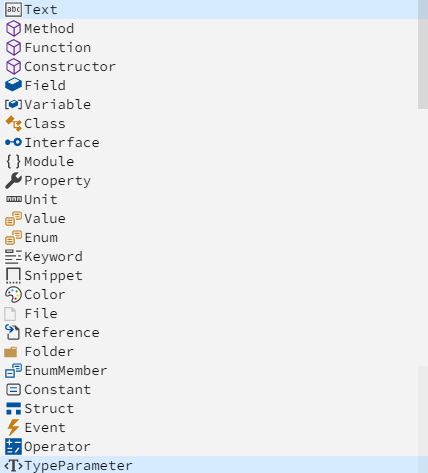 abc Text
Method
Function
Constructor
Field
Variable
Class
Interface
{} Module
Property
Unit
Value
Enum
Keyword
Snippet
Color
File
Reference
Folder
EnumMember
Constant
Struct
Event
Operator
<T> TypeParameter